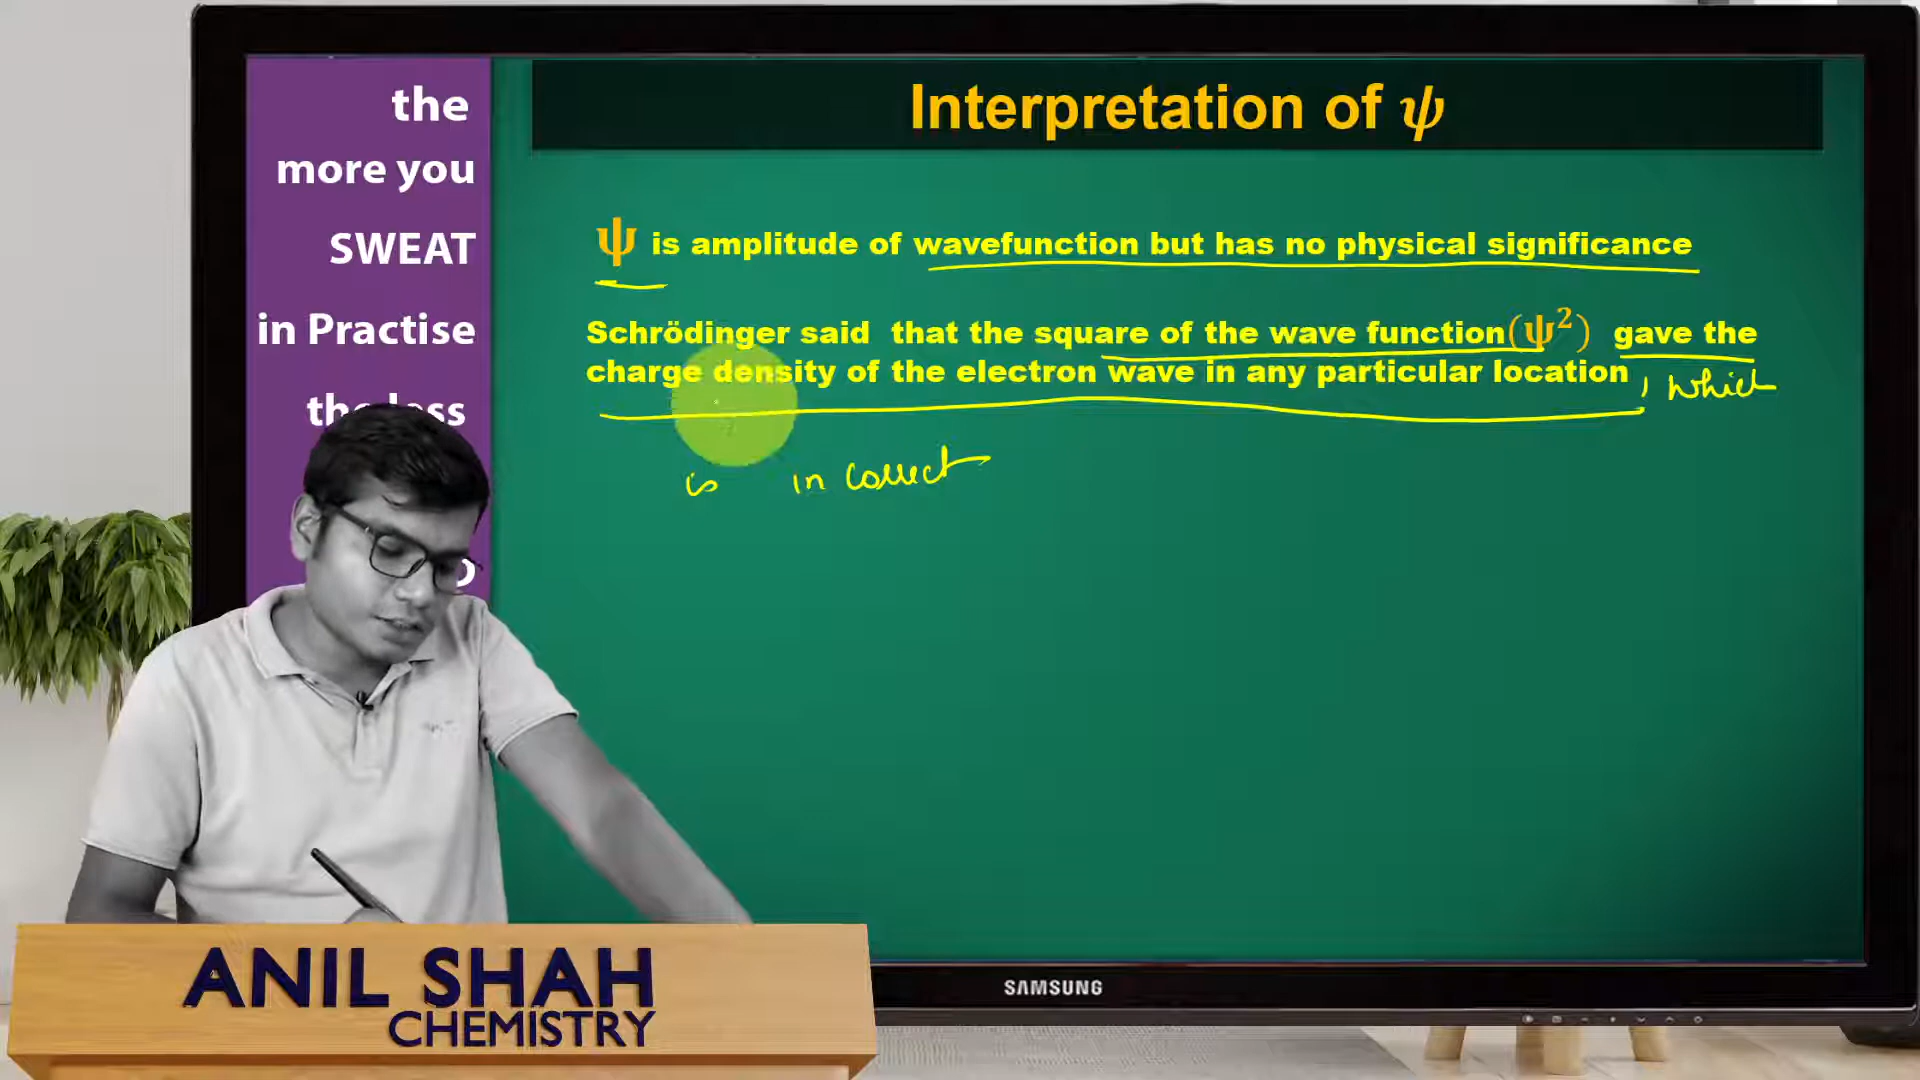 the
more you
SWEAT
in Practise
the less
Interpretation of ψ
ψ is amplitude of wavefunction but has no physical significance
Schrödinger said that the square of the wave function(ψ²) gave the
charge density of the electron wave in any particular location , which
is in correct
ANIL SHAH
CHEMISTRY
SAMSUNG